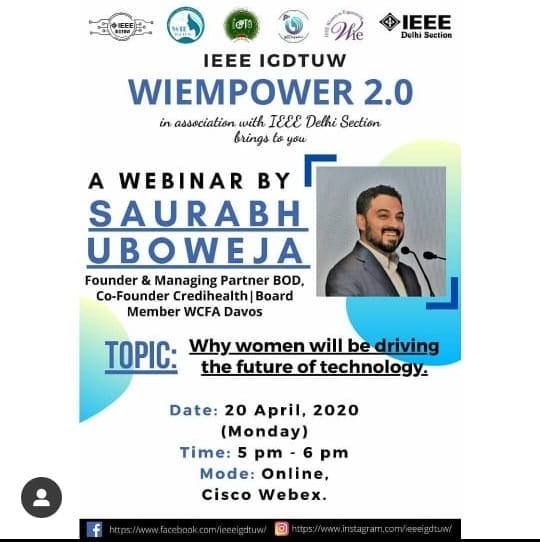 IEEE
IEEE
Delhi Section
WIE
IEEE IGDTUW
WIEMPOWER 2.0
in association with IEEE Delhi Section
brings to you
A WEBINAR BY
SAURABH
UBOWEJA
Founder & Managing Partner BOD,
Co-Founder Credihealth|Board
Member WCFA Davos
TOPIC: Why women will be driving
the future of technology.
Date: 20 April, 2020
(Monday)
Time: 5 pm - 6 pm
Mode: Online,
Cisco Webex.
https://www.facebook.com/ieeeigdtuw/ https://www.instagram.com/ieeeigdtuw/